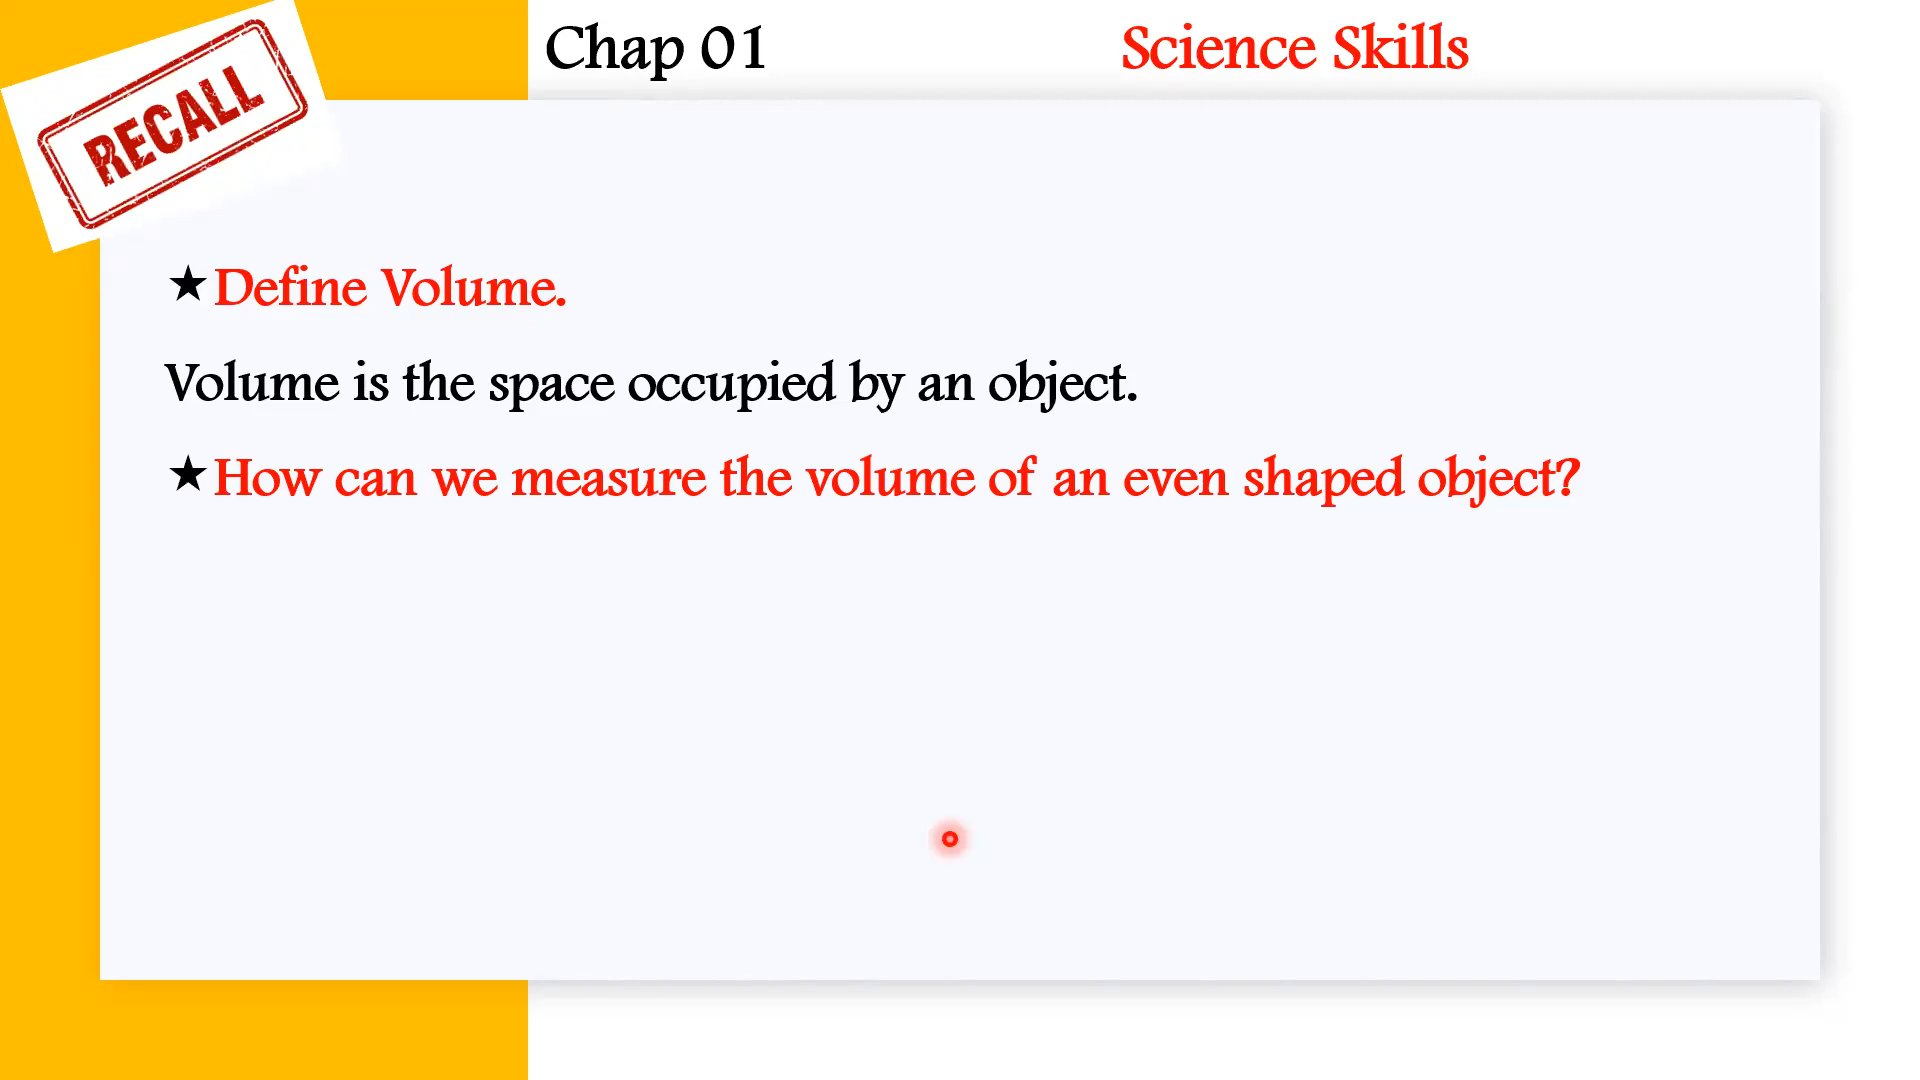 RECALL
Chap 01 Science Skills
★Define Volume.
Volume is the space occupied by an object.
★How can we measure the volume of an even shaped object?